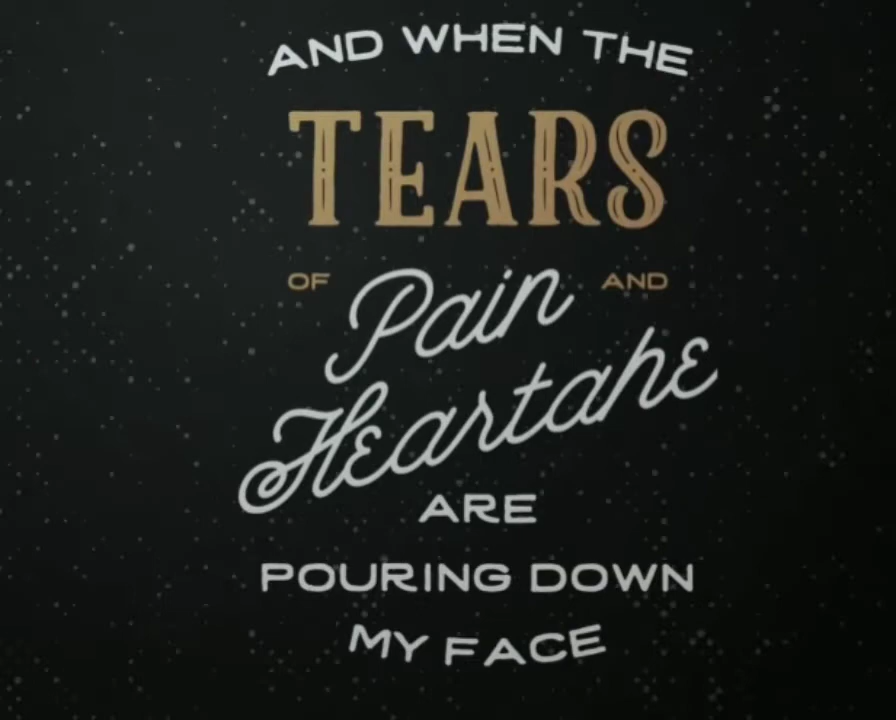 AND WHEN THE
TEARS
OF Pain AND
Heartahe
ARE
POURING DOWN
MY FACE